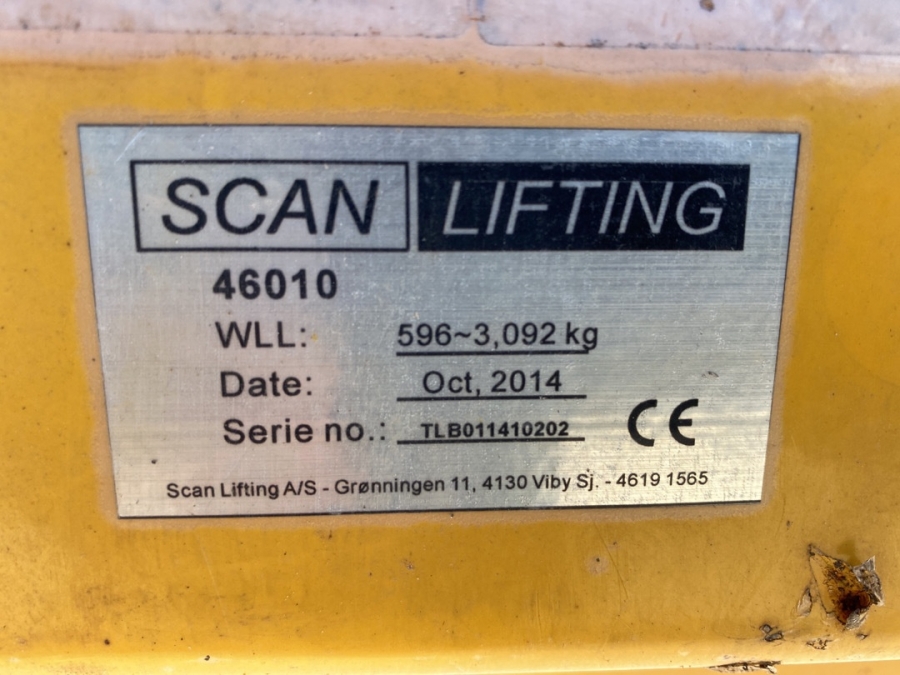 SCAN LIFTING
46010
WLL: 596~3,092 kg
Date: Oct, 2014
Serie no.: TLB011410202 CE
Scan Lifting A/S - Grønningen 11, 4130 Viby Sj. - 4619 1565